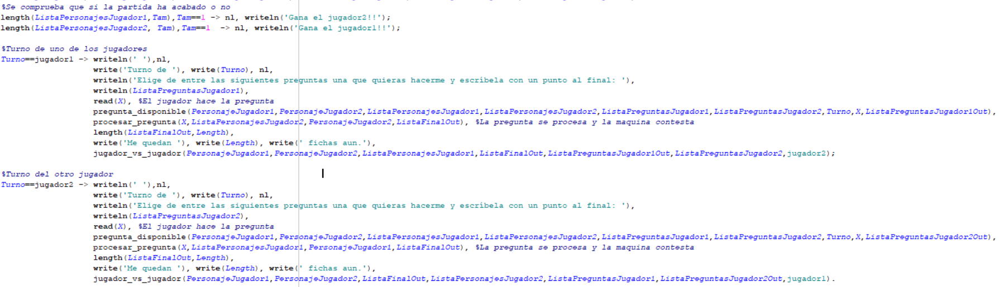 %Se comprueba que si la partida ha acabado o no
length(ListaPersonajesJugador1,Tam),Tam==1 -> nl, writeln('Gana el jugador2!!');
length(ListaPersonajesJugador2, Tam),Tam==1  -> nl, writeln('Gana el jugador1!!');
%Turno de uno de los jugadores
Turno==jugador1 -> writeln(' '),nl,
write('Turno de '), write(Turno), nl,
writeln('Elige de entre las siguientes preguntas una que quieras hacerme y escríbela con un punto al final: '),
writeln(ListaPreguntasJugador1),
read(X), %El jugador hace la pregunta
pregunta_disponible(PersonajeJugador1,PersonajeJugador2,ListaPersonajesJugador1,ListaPersonajesJugador2,ListaPreguntasJugador1,ListaPreguntasJugador2,Turno,X,ListaPreguntasJugador1Out),
procesar_pregunta(X,ListaPersonajesJugador2,PersonajeJugador2,ListaFinalOut), %La pregunta se procesa y la maquina contesta
length(ListaFinalOut,Length),
write('Me quedan '), write(Length), write(' fichas aun.'),
jugador_vs_jugador(PersonajeJugador1,PersonajeJugador2,ListaPersonajesJugador1,ListaFinalOut,ListaPreguntasJugador1Out,ListaPreguntasJugador2,jugador2);
%Turno del otro jugador
Turno==jugador2 -> writeln(' '),nl,
write('Turno de '), write(Turno), nl,
writeln('Elige de entre las siguientes preguntas una que quieras hacerme y escríbela con un punto al final: '),
writeln(ListaPreguntasJugador2),
read(X), %El jugador hace la pregunta
pregunta_disponible(PersonajeJugador1,PersonajeJugador2,ListaPersonajesJugador1,ListaPersonajesJugador2,ListaPreguntasJugador1,ListaPreguntasJugador2,Turno,X,ListaPreguntasJugador2Out),
procesar_pregunta(X,ListaPersonajesJugador1,PersonajeJugador1,ListaFinalOut), %La pregunta se procesa y la maquina contesta
length(ListaFinalOut,Length),
write('Me quedan '), write(Length), write(' fichas aun.'),
jugador_vs_jugador(PersonajeJugador1,PersonajeJugador2,ListaFinalOut,ListaPersonajesJugador2,ListaPreguntasJugador1,ListaPreguntasJugador2Out,jugador1).